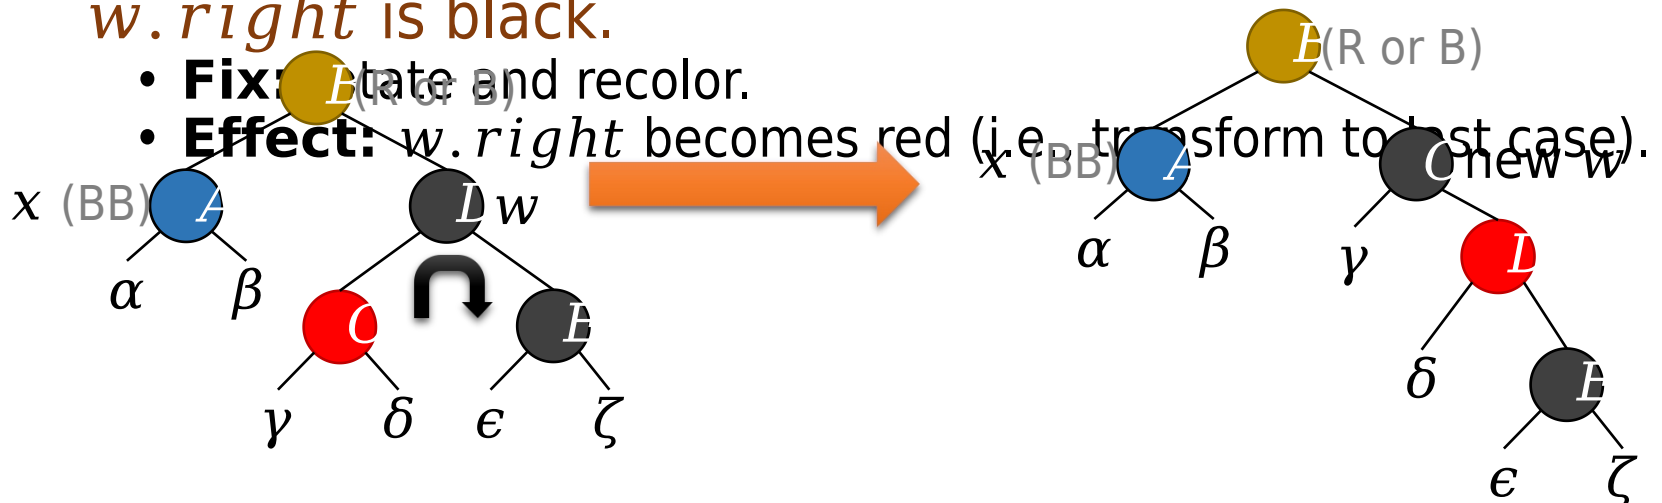 w.right is black.
• Fix: Rotate and recolor.
• Effect: w.right becomes red (i.e., transform to last case).
B (R or B)
x (BB) A
D w
α β
C E
γ δ ϵ ζ
B (R or B)
x (BB) A
C new w
α β γ
D
δ
E
ϵ ζ